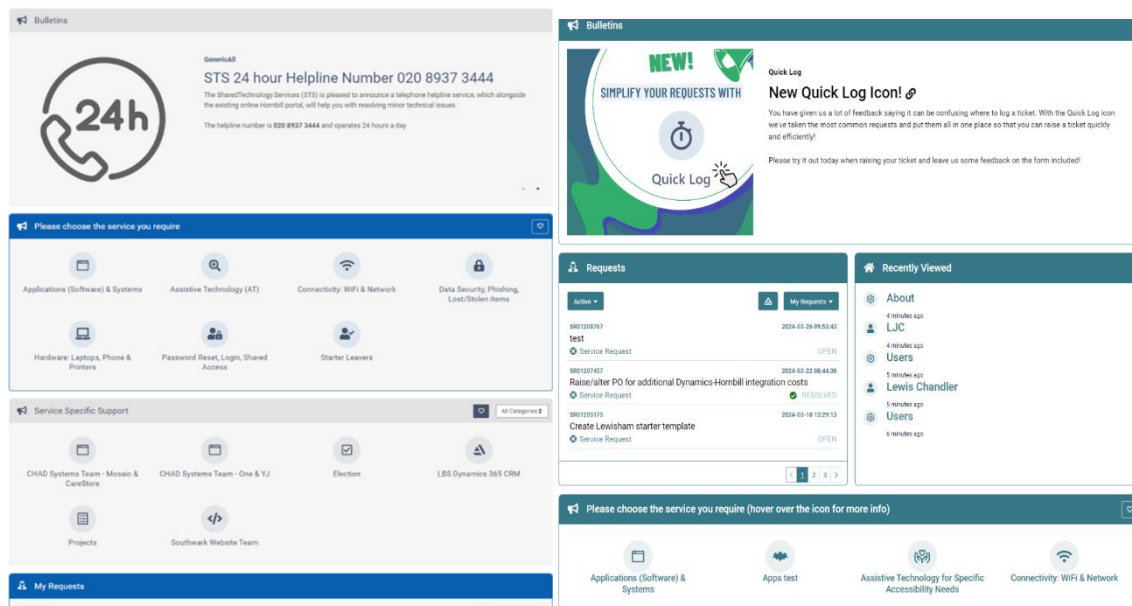 Bulletins
GenericAll
STS 24 hour Helpline Number 020 8937 3444
The SharedTechnology.Services (STS) is pleased to announce a telephone helpline service, which alongside
the existing online Hornbill portal, will help you with resolving minor technical issues.
The helpline number is 020 8937 3444 and operates 24 hours a day
24h
Please choose the service you require
Applications (Software) & Systems
Assistive Technology (AT)
Connectivity: WiFi & Network
Data Security, Phishing,
Lost/Stolen Items
Hardware: Laptops, Phone &
Printers
Password Reset, Login, Shared
Access
Starter Leavers
Service Specific Support
All Categories
CHAD Systems Team - Mosaic &
CareStore
CHAD Systems Team - One & YJ
Election
LBS Dynamics 365 CRM
Projects
Southwark Website Team
My Requests
Bulletins
NEW!
SIMPLIFY YOUR REQUESTS WITH
Quick Log
Quick Log
New Quick Log Icon!
You have given us a lot of feedback saying it can be confusing where to log a ticket. With the Quick Log icon
we've taken the most common requests and put them all in one place so that you can raise a ticket quickly
and efficiently!
Please try it out today when raising your ticket and leave us some feedback on the form included!
Requests
Active
My Requests
SR01208767 2024-03-26 09:53:43
test
Service Request OPEN
SR01207457 2024-03-22 08:44:38
Raise/alter PO for additional Dynamics-Hornbill integration costs
Service Request RESOLVED
SR01205175 2024-03-18 13:29:13
Create Lewisham starter template
Service Request OPEN
< 1 2 3 >
Recently Viewed
About
4 minutes ago
LJC
4 minutes ago
Users
5 minutes ago
Lewis Chandler
5 minutes ago
Users
6 minutes ago
Please choose the service you require (hover over the icon for more info)
Applications (Software) &
Systems
Apps test
Assistive Technology for Specific
Accessibility Needs
Connectivity: WiFi & Network